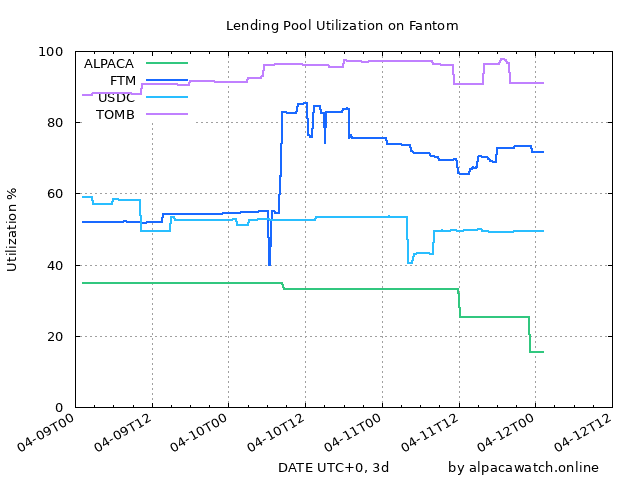 Lending Pool Utilization on Fantom
100
80
60
40
20
0
Utilization %
ALPACA
FTM
USDC
TOMB
04-09T00
04-09T12
04-10T00
04-10T12
04-11T00
04-11T12
04-12T00
04-12T12
DATE UTC+0, 3d
by alpacawatch.online